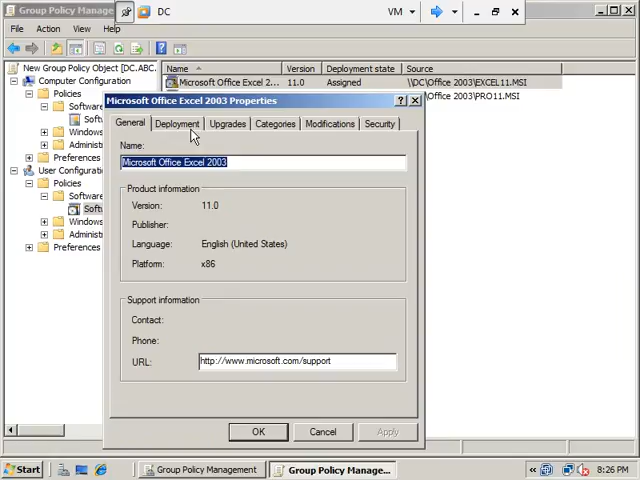 DC
VM
Group Policy Mana
File Action View Help
New Group Policy Object [DC.ABC.
Computer Configuration
Policies
Software
Soft
Windows
Administ
Preferences
User Configuration
Policies
Software
Softw
Windows
Administ
Preferences
Name Version Deployment state Source
Microsoft Office Excel 2... 11.0 Assigned \\DC\Office 2003\EXCEL11.MSI
\Office 2003\PRO11.MSI
Microsoft Office Excel 2003 Properties
General Deployment Upgrades Categories Modifications Security
Name:
Microsoft Office Excel 2003
Product information
Version: 11.0
Publisher:
Language: English (United States)
Platform: x86
Support information
Contact:
Phone:
URL: http://www.microsoft.com/support
OK Cancel Apply
Start Group Policy Management Group Policy Manage... 8:26 PM